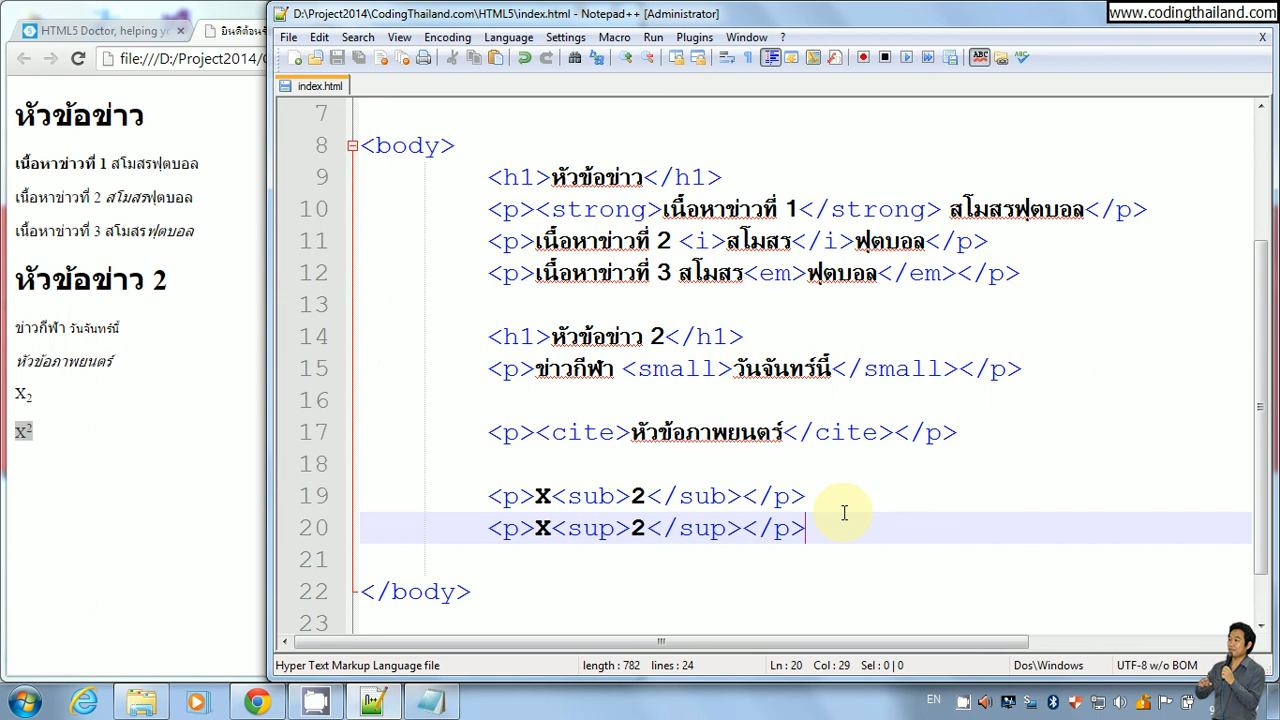 D:\Project2014\CodingThailand.com\HTML5\index.html - Notepad++ [Administrator]
www.codingthailand.com
HTML5 Doctor, helping
file:///D:/Project2014/
File Edit Search View Encoding Language Settings Macro Run Plugins Window ? X
index.html
หัวข้อข่าว
เนื้อหาข่าวที่ 1 สโมสรฟุตบอล
เนื้อหาข่าวที่ 2 สโมสรฟุตบอล
เนื้อหาข่าวที่ 3 สโมสรฟุตบอล
หัวข้อข่าว 2
ข่าวกีฬา วันจันทร์นี้
หัวข้อภาพยนตร์
X2
X2
7
8 <body>
9 <h1>หัวข้อข่าว</h1>
10 <p><strong>เนื้อหาข่าวที่ 1</strong> สโมสรฟุตบอล</p>
11 <p>เนื้อหาข่าวที่ 2 <i>สโมสร</i>ฟุตบอล</p>
12 <p>เนื้อหาข่าวที่ 3 สโมสร<em>ฟุตบอล</em></p>
13
14 <h1>หัวข้อข่าว 2</h1>
15 <p>ข่าวกีฬา <small>วันจันทร์นี้</small></p>
16
17 <p><cite>หัวข้อภาพยนตร์</cite></p>
18
19 <p>X<sub>2</sub></p>
20 <p>X<sup>2</sup></p>
21
22 </body>
23
Hyper Text Markup Language file length : 782 lines : 24 Ln : 20 Col : 29 Sel : 0 | 0 Dos\Windows UTF-8 w/o BOM
EN